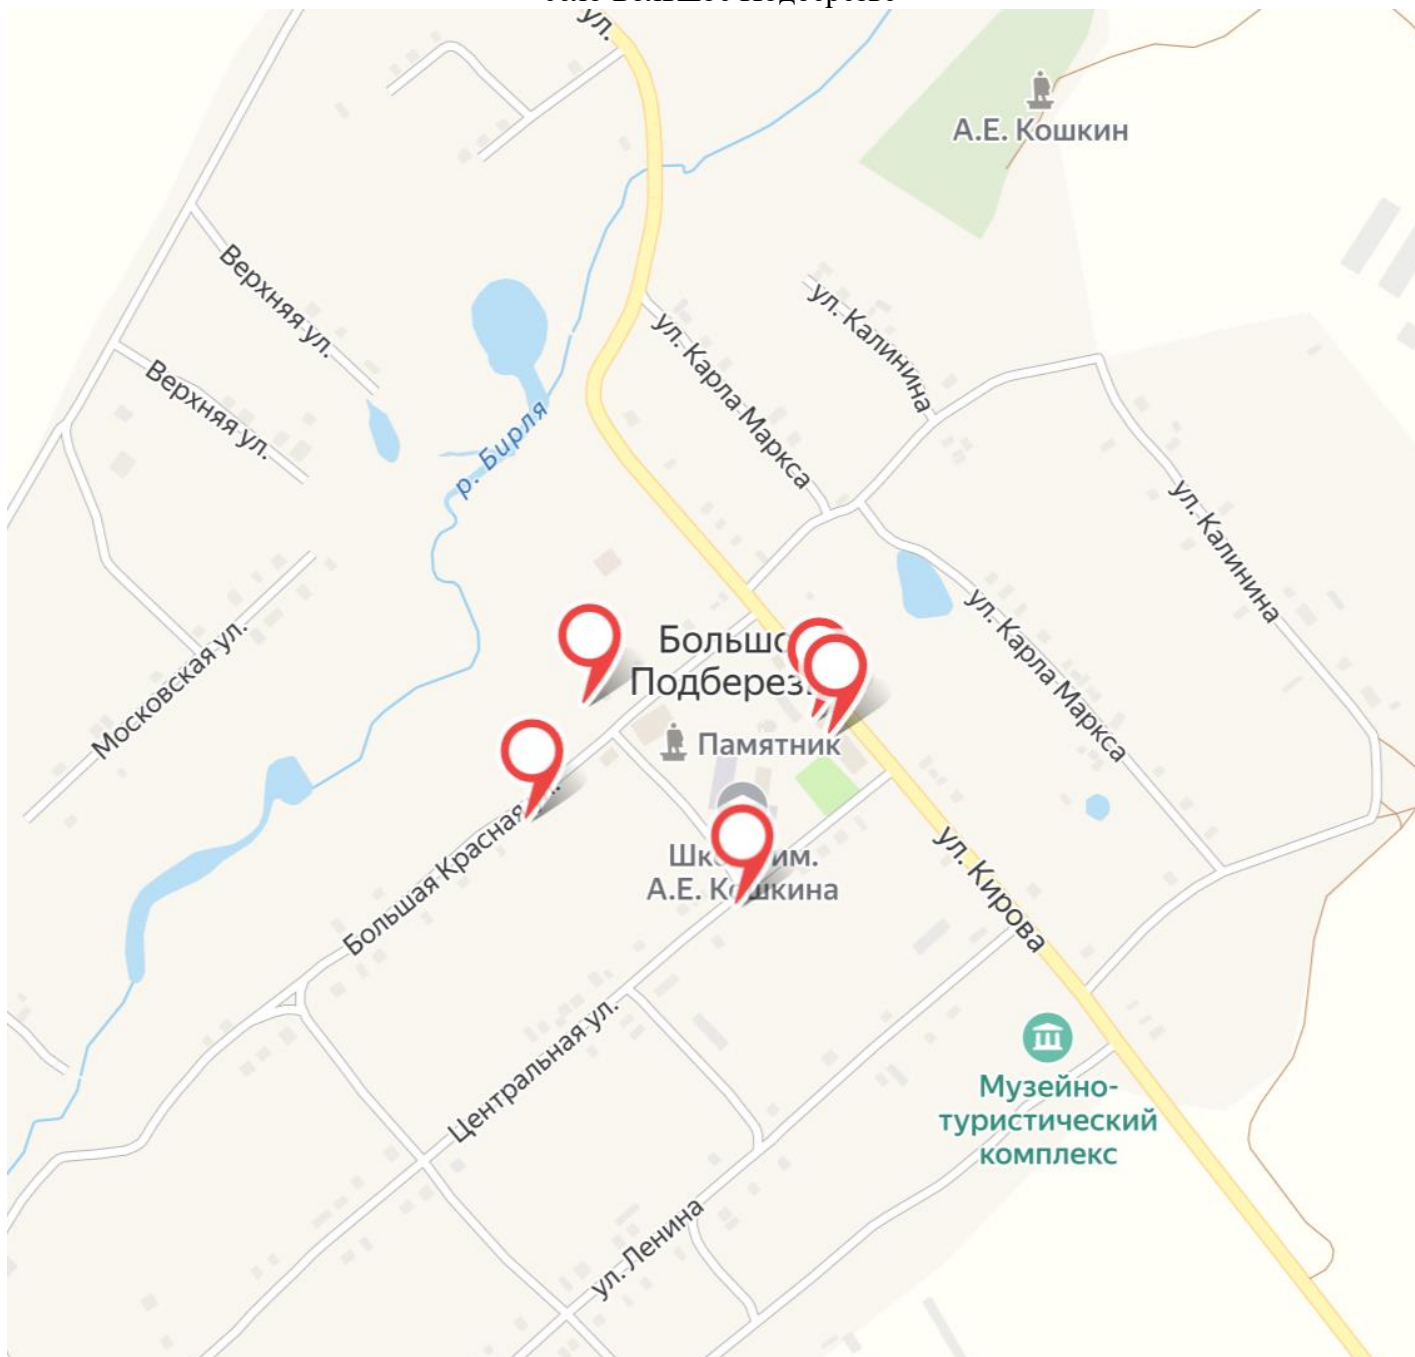 ул.
А.Е. Кошкин
Верхняя ул.
ул. Калинина
ул. Карла Маркса
Верхняя ул.
р. Бирля
ул. Калинина
Московская ул.
ул. Карла Маркса
Памятник
Большая Красная
А.Е. Кошкина
ул. Кирова
Центральная ул.
Музейно-
туристический
комплекс
ул. Ленина